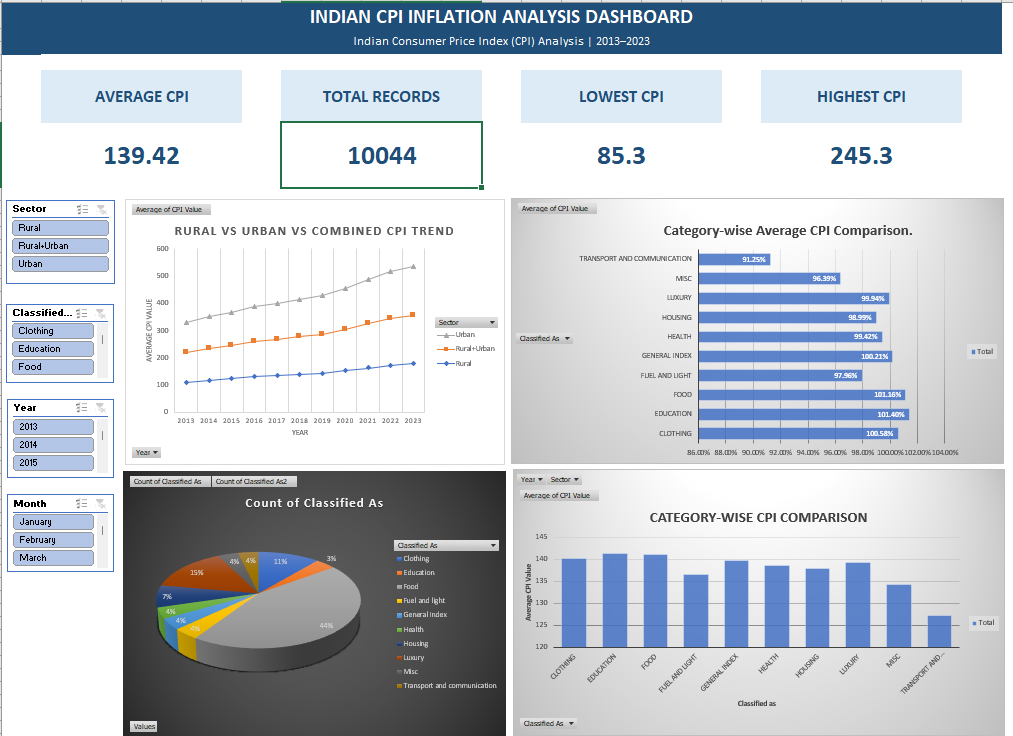 INDIAN CPI INFLATION ANALYSIS DASHBOARD
Indian Consumer Price Index (CPI) Analysis | 2013–2023
AVERAGE CPI
TOTAL RECORDS
LOWEST CPI
HIGHEST CPI
139.42
10044
85.3
245.3
Sector
Rural
Rural+Urban
Urban
Classified...
Clothing
Education
Food
Year
2013
2014
2015
Month
January
February
March
Average of CPI Value
RURAL VS URBAN VS COMBINED CPI TREND
600
500
400
300
200
100
0
AVERAGE CPI VALUE
2013 2014 2015 2016 2017 2018 2019 2020 2021 2022 2023
YEAR
Sector
Urban
Rural+Urban
Rural
Year
Average of CPI Value
Category-wise Average CPI Comparison.
Classified As
TRANSPORT AND COMMUNICATION 91.25%
MISC 96.39%
LUXURY 99.94%
HOUSING 98.99%
HEALTH 99.42%
GENERAL INDEX 100.21%
FUEL AND LIGHT 97.96%
FOOD 101.16%
EDUCATION 101.40%
CLOTHING 100.58%
86.00% 88.00% 90.00% 92.00% 94.00% 96.00% 98.00% 100.00% 102.00% 104.00%
Total
Count of Classified As Count of Classified As2
Count of Classified As
11%
3%
44%
4%
4%
4%
7%
15%
4%
4%
Classified As
Clothing
Education
Food
Fuel and light
General Index
Health
Housing
Luxury
Misc
Transport and communication
Values
Year Sector
Average of CPI Value
CATEGORY-WISE CPI COMPARISON
145
140
135
130
125
120
Average CPI Value
CLOTHING
EDUCATION
FOOD
FUEL AND LIGHT
GENERAL INDEX
HEALTH
HOUSING
LUXURY
MISC
TRANSPORT AND...
Classified as
Total
Classified As